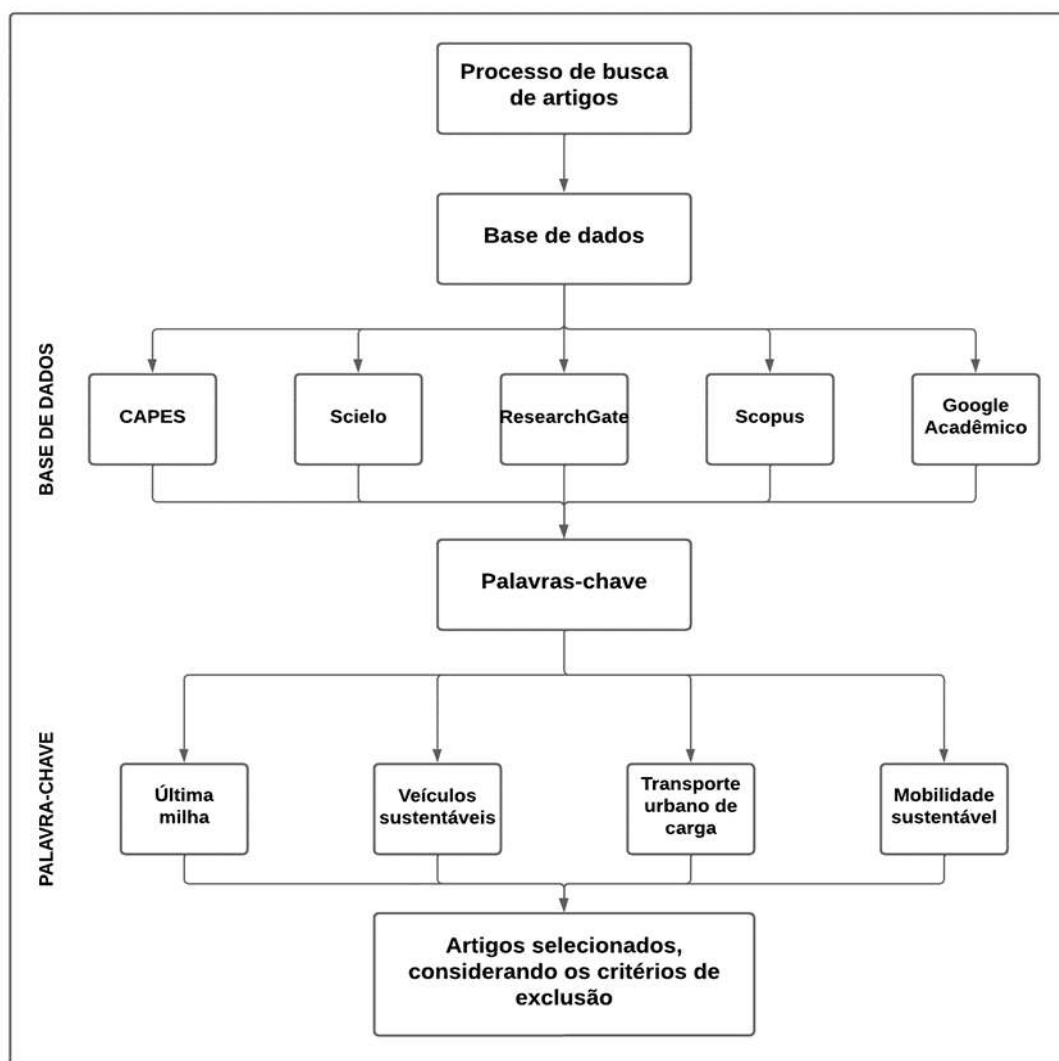 Processo de busca
de artigos
Base de dados
BASE DE DADOS
CAPES
Scielo
ResearchGate
Scopus
Google
Acadêmico
Palavras-chave
PALAVRA-CHAVE
Última
milha
Veículos
sustentáveis
Transporte
urbano de
carga
Mobilidade
sustentável
Artigos selecionados,
considerando os critérios de
exclusão